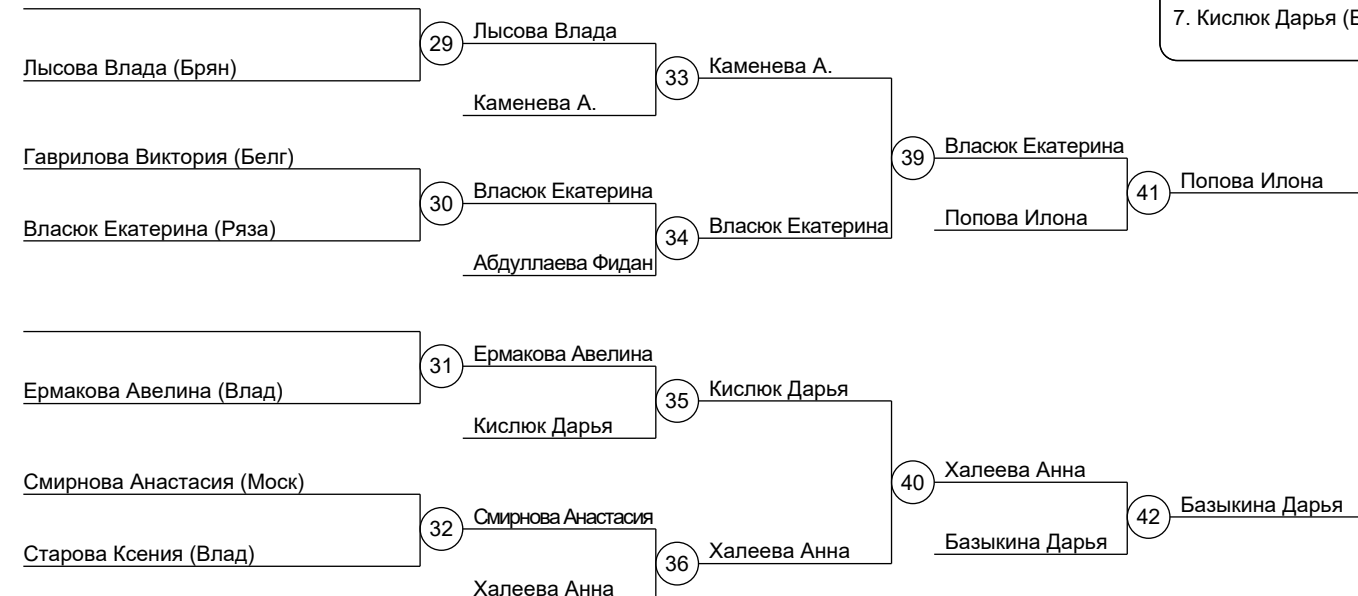 7. Кислюк Дарья (
29
Лысова Влада
Лысова Влада (Брян)
33
Каменева А.
Каменева А.
Гаврилова Виктория (Белг)
39
Власюк Екатерина
30
Власюк Екатерина
41
Попова Илона
Власюк Екатерина (Ряза)
34
Власюк Екатерина
Попова Илона
Абдуллаева Фидан
31
Ермакова Авелина
Ермакова Авелина (Влад)
35
Кислюк Дарья
Кислюк Дарья
Смирнова Анастасия (Моск)
40
Халеева Анна
32
Смирнова Анастасия
42
Базыкина Дарья
Старова Ксения (Влад)
36
Халеева Анна
Базыкина Дарья
Халеева Анна